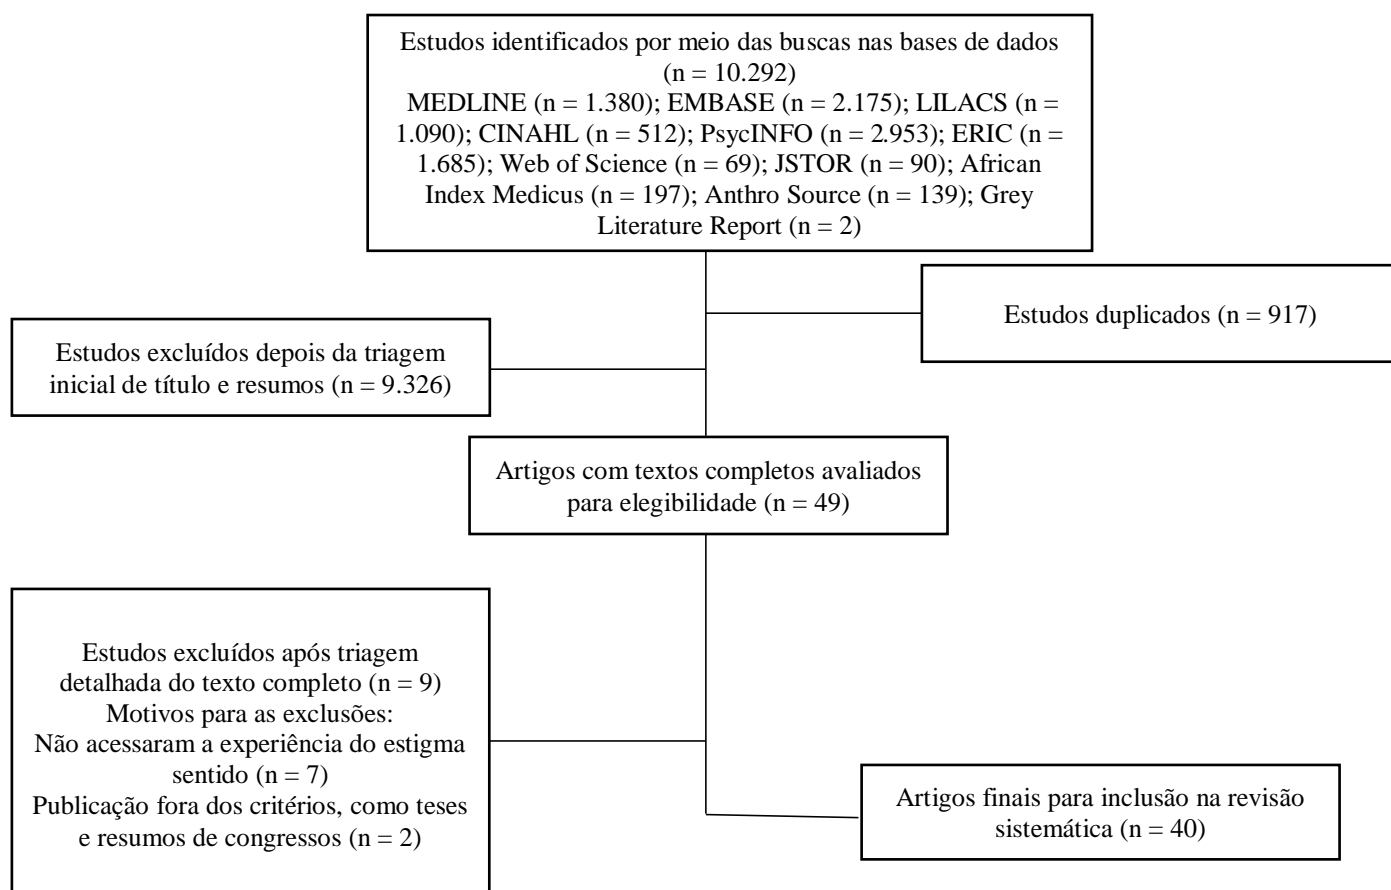 Estudos identificados por meio das buscas nas bases de dados
(n = 10.292)
MEDLINE (n = 1.380); EMBASE (n = 2.175); LILACS (n =
1.090); CINAHL (n = 512); PsycINFO (n = 2.953); ERIC (n =
1.685); Web of Science (n = 69); JSTOR (n = 90); African
Index Medicus (n = 197); Anthro Source (n = 139); Grey
Literature Report (n = 2)
Estudos duplicados (n = 917)
Estudos excluídos depois da triagem
inicial de título e resumos (n = 9.326)
Artigos com textos completos avaliados
para elegibilidade (n = 49)
Estudos excluídos após triagem
detalhada do texto completo (n = 9)
Motivos para as exclusões:
Não acessaram a experiência do estigma
sentido (n = 7)
Publicação fora dos critérios, como teses
e resumos de congressos (n = 2)
Artigos finais para inclusão na revisão
sistemática (n = 40)